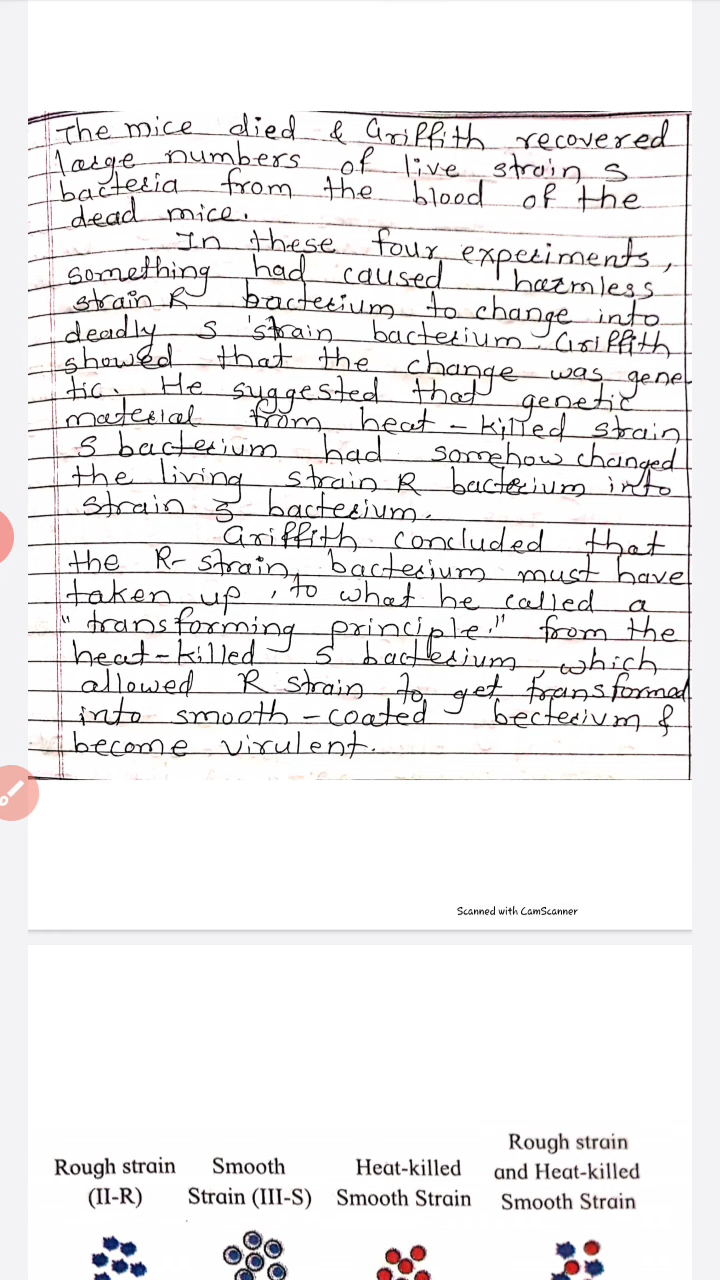 The mice died & Griffith recovered
large numbers of live strain S
bacteria from the blood of the
dead mice.
In these four experiments,
something had caused harmless
strain R bacterium to change into
deadly S strain bacterium. Griffith
showed that the change was gene
tic. He suggested that genetic
material from heat-killed strain
S bacterium had somehow changed
the living strain R bacterium into
strain S bacterium.
Griffith concluded that
the R-strain bacterium must have
taken up, to what he called a
"transforming principle." from the
heat-killed S bacterium, which
allowed R strain to get transformed
into smooth-coated becterium &
become virulent.
Scanned with CamScanner
Rough strain
(II-R)
Smooth
Strain (III-S)
Heat-killed
Smooth Strain
Rough strain
and Heat-killed
Smooth Strain